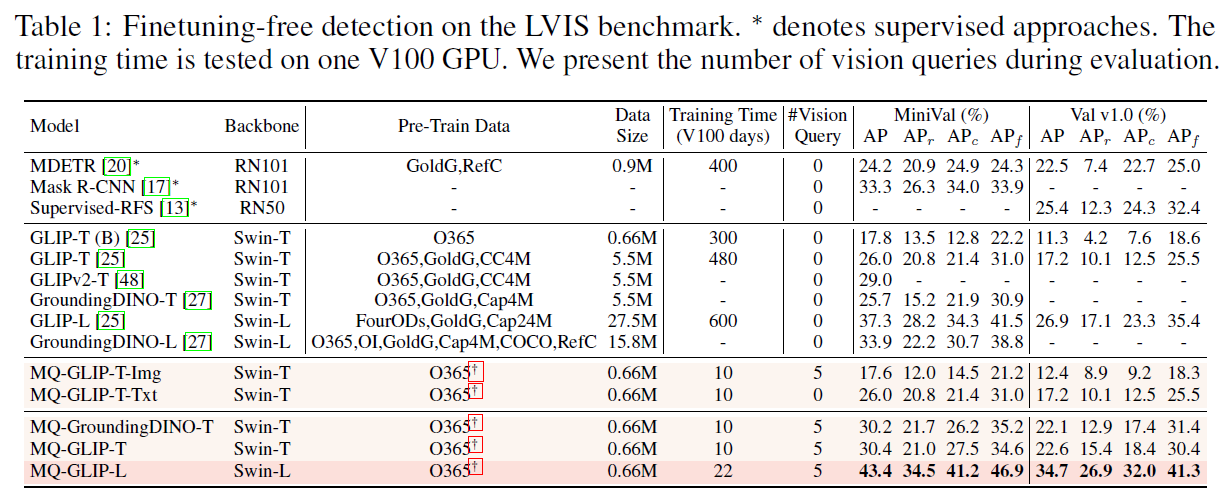 Table 1: Finetuning-free detection on the LVIS benchmark. * denotes supervised approaches. The
training time is tested on one V100 GPU. We present the number of vision queries during evaluation.
Model Backbone Pre-Train Data Data Size Training Time (V100 days) #Vision Query MiniVal (%) AP APr APc APf Val v1.0 (%) AP APr APc APf
MDETR [20]* RN101 GoldG,RefC 0.9M 400 0 24.2 20.9 24.9 24.3 22.5 7.4 22.7 25.0
Mask R-CNN [17]* RN101 - - - 0 33.3 26.3 34.0 33.9 - - - -
Supervised-RFS [13]* RN50 - - - 0 - - - - 25.4 12.3 24.3 32.4
GLIP-T (B) [25] Swin-T O365 0.66M 300 0 17.8 13.5 12.8 22.2 11.3 4.2 7.6 18.6
GLIP-T [25] Swin-T O365,GoldG,CC4M 5.5M 480 0 26.0 20.8 21.4 31.0 17.2 10.1 12.5 25.5
GLIPv2-T [48] Swin-T O365,GoldG,CC4M 5.5M - 0 29.0 - - - - - - -
GroundingDINO-T [27] Swin-T O365,GoldG,Cap4M 5.5M - 0 25.7 15.2 21.9 30.9 - - - -
GLIP-L [25] Swin-L FourODs,GoldG,Cap24M 27.5M 600 0 37.3 28.2 34.3 41.5 26.9 17.1 23.3 35.4
GroundingDINO-L [27] Swin-L O365,OI,GoldG,Cap4M,COCO,RefC 15.8M - 0 33.9 22.2 30.7 38.8 - - - -
MQ-GLIP-T-Img Swin-T O365† 0.66M 10 5 17.6 12.0 14.5 21.2 12.4 8.9 9.2 18.3
MQ-GLIP-T-Txt Swin-T O365† 0.66M 10 0 26.0 20.8 21.4 31.0 17.2 10.1 12.5 25.5
MQ-GroundingDINO-T Swin-T O365† 0.66M 10 5 30.2 21.7 26.2 35.2 22.1 12.9 17.4 31.4
MQ-GLIP-T Swin-T O365† 0.66M 10 5 30.4 21.0 27.5 34.6 22.6 15.4 18.4 30.4
MQ-GLIP-L Swin-L O365† 0.66M 22 5 43.4 34.5 41.2 46.9 34.7 26.9 32.0 41.3